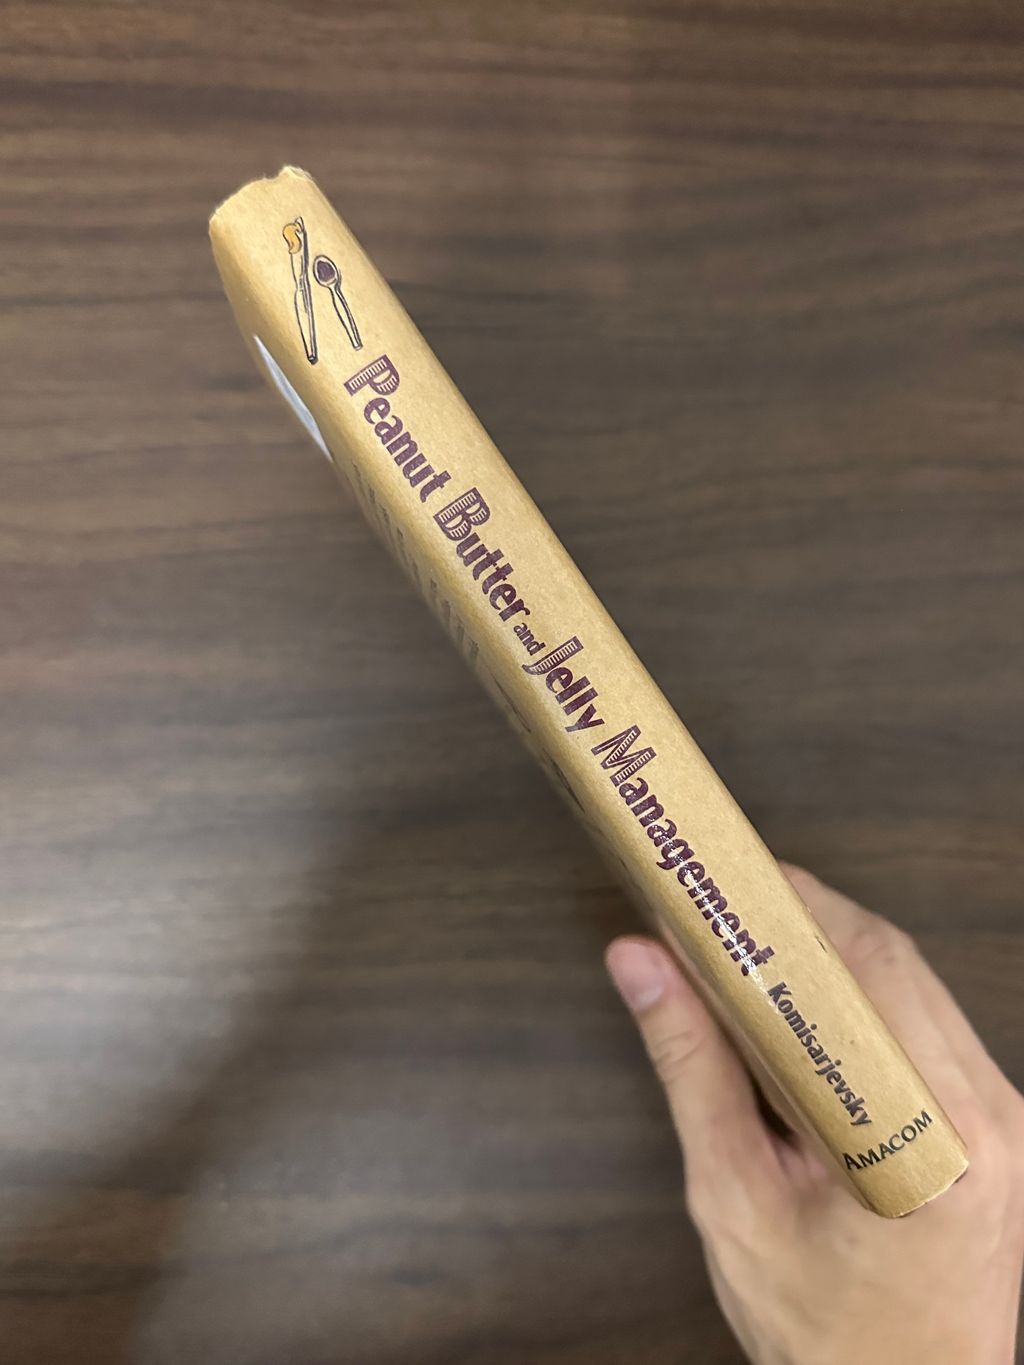 Peanut Butter and Jelly Management Komisarjevsky
AMACOM